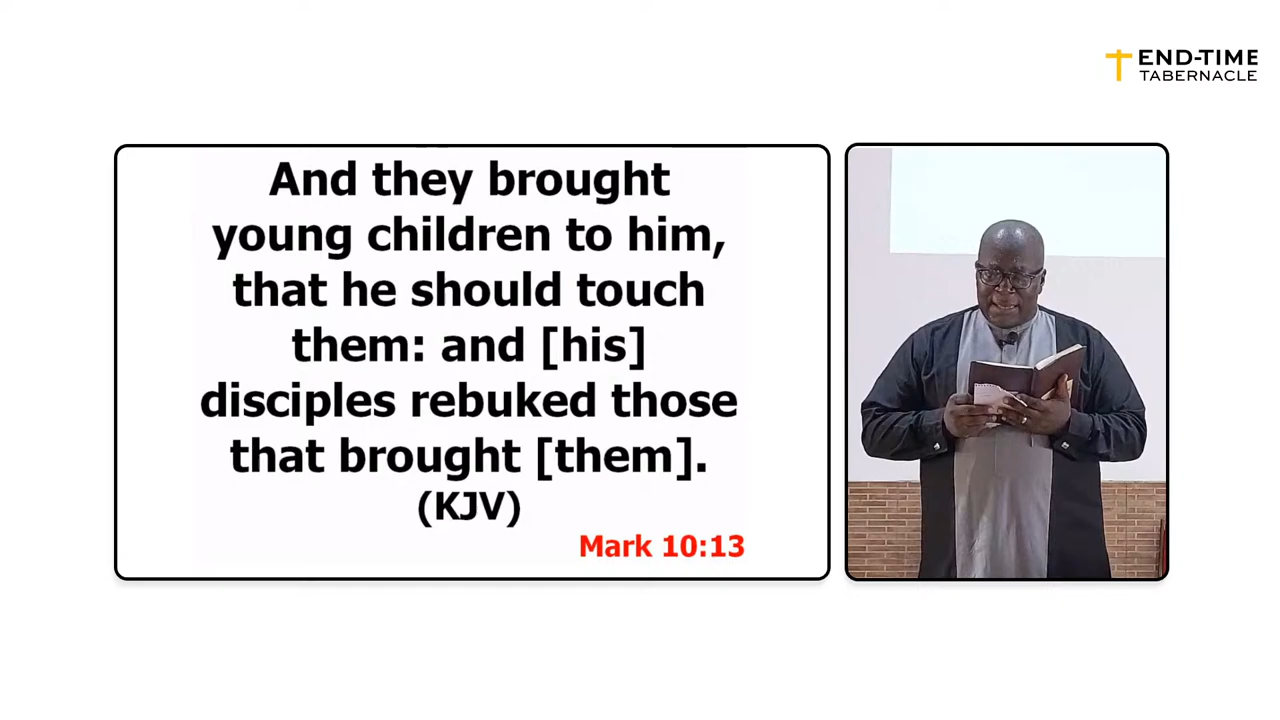 END-TIME
TABERNACLE
And they brought
young children to him,
that he should touch
them: and [his]
disciples rebuked those
that brought [them].
(KJV)
Mark 10:13